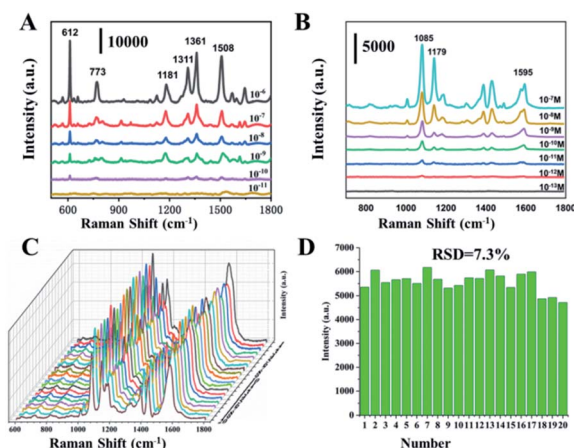 A
10000
612
773
1181
1311
1361
1508
10⁻⁶
10⁻⁷
10⁻⁸
10⁻⁹
10⁻¹⁰
10⁻¹¹
Intensity (a.u.)
600 900 1200 1500 1800
Raman Shift (cm⁻¹)
B
5000
1085
1179
1595
10⁻⁷M
10⁻⁸M
10⁻⁹M
10⁻¹⁰M
10⁻¹¹M
10⁻¹²M
10⁻¹³M
Intensity (a.u.)
800 1000 1200 1400 1600 1800
Raman Shift (cm⁻¹)
C
Intensity (a.u.)
600 800 1000 1200 1400 1600 1800
Raman Shift (cm⁻¹)
D
RSD=7.3%
Intensity (a.u.)
7000
6000
5000
4000
3000
2000
1000
0
1 2 3 4 5 6 7 8 9 10 11 12 13 14 15 16 17 18 19 20
Number